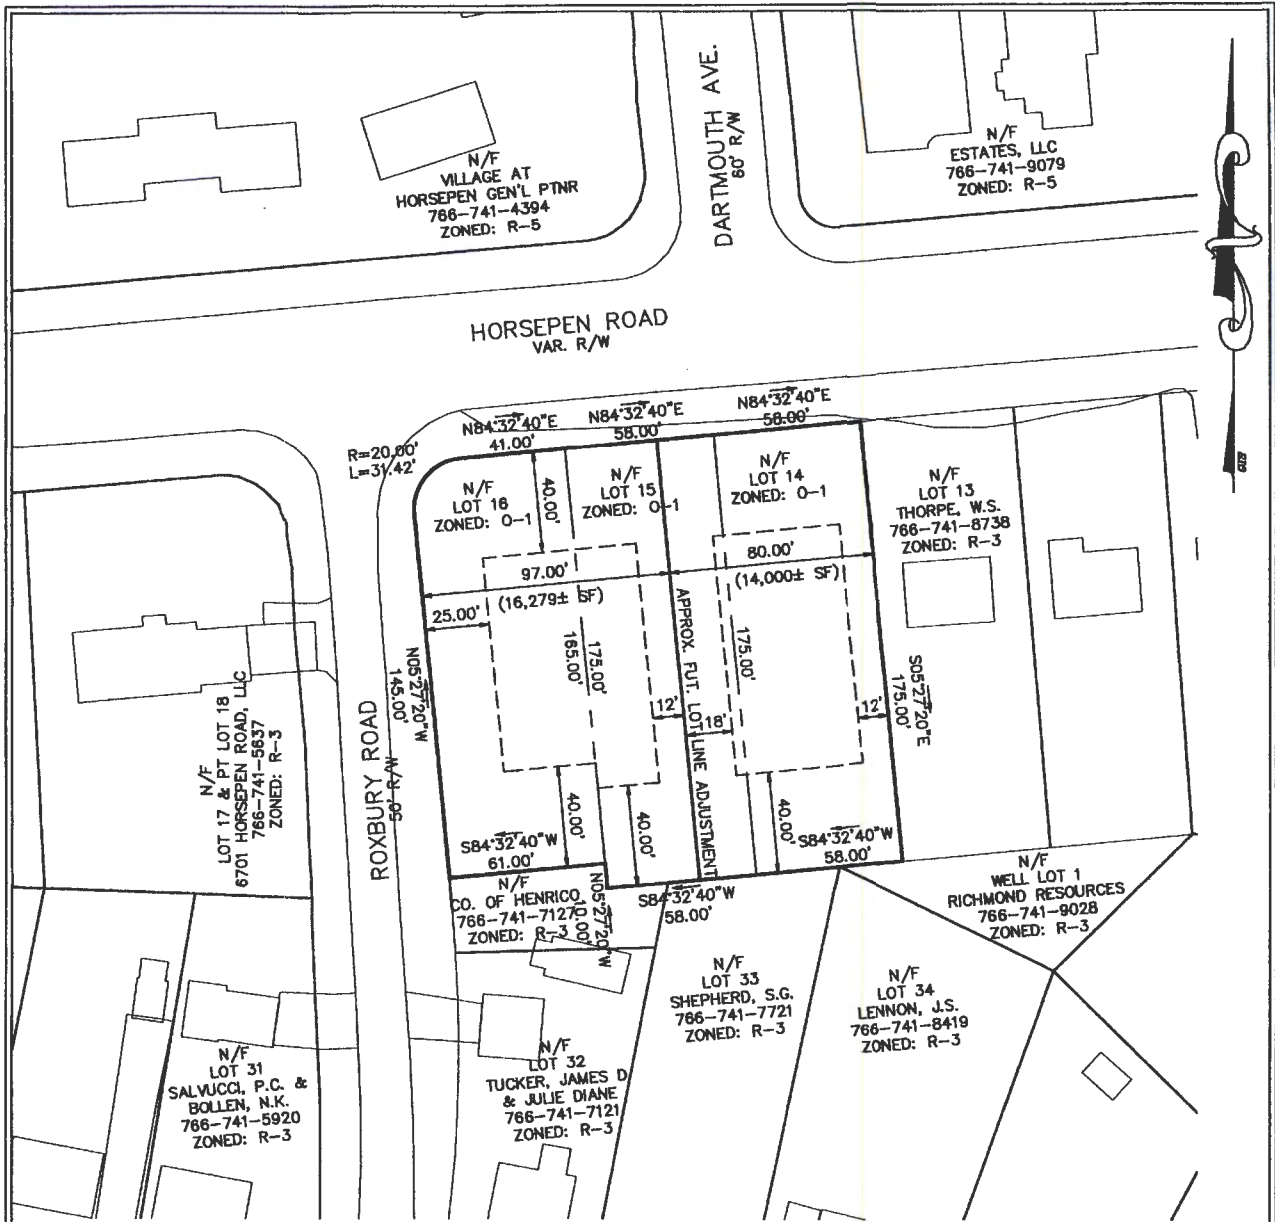 DARTMOUTH AVE.
60' R/W
N/F
ESTATES, LLC
766-741-9079
ZONED: R-5
N/F
VILLAGE AT
HORSEPEN GEN'L PTNR
766-741-4394
ZONED: R-5
HORSEPEN ROAD
VAR. R/W
N84°32'40"E
41.00'
N84°32'40"E
58.00'
N84°32'40"E
58.00'
R=20.00'
L=31.42'
N/F
LOT 16
ZONED: O-1
40.00'
N/F
LOT 15
ZONED: O-1
N/F
LOT 14
ZONED: O-1
N/F
LOT 13
THORPE, W.S.
766-741-8738
ZONED: R-3
97.00'
(16,279± SF)
80.00'
(14,000± SF)
25.00'
165.00'
175.00'
APPROX. FUT. LOT LINE ADJUSTMENT
175.00'
12'
18'
12'
S05°27'20"E
175.00'
N05°27'20"W
145.00'
ROXBURY ROAD
50' R/W
N/F
LOT 17 & PT LOT 18
6701 HORSEPEN ROAD, LLC
766-741-5637
ZONED: R-3
40.00'
40.00'
40.00'
S84°32'40"W
61.00'
S84°32'40"W
58.00'
S84°32'40"W
58.00'
N05°27'20"W
10.00'
N/F
CO. OF HENRICO
766-741-7127
ZONED: R-3
N/F
WELL LOT 1
RICHMOND RESOURCES
766-741-9028
ZONED: R-3
N/F
LOT 33
SHEPHERD, S.G.
766-741-7721
ZONED: R-3
N/F
LOT 34
LENNON, J.S.
766-741-8419
ZONED: R-3
N/F
LOT 31
SALVUCCI, P.C. &
BOLLEN, N.K.
766-741-5920
ZONED: R-3
N/F
LOT 32
TUCKER, JAMES D
& JULIE DIANE
766-741-7121
ZONED: R-3